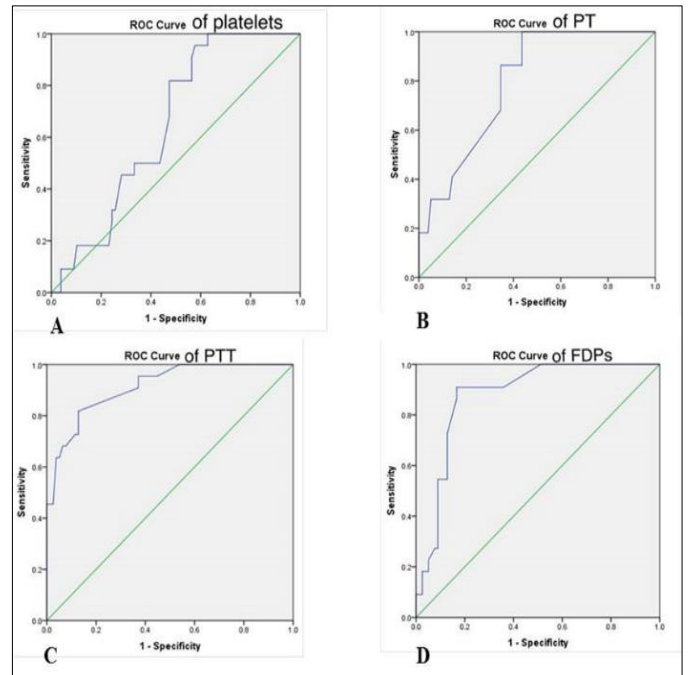 ROC Curve of platelets
1.0
0.8
0.6
0.4
0.2
0.0
Sensitivity
0.0 0.2 0.4 0.6 0.8 1.0
1 - Specificity
A
ROC Curve of PT
1.0
0.8
0.6
0.4
0.2
0.0
Sensitivity
0.0 0.2 0.4 0.6 0.8 1.0
1 - Specificity
B
ROC Curve of PTT
1.0
0.8
0.6
0.4
0.2
0.0
Sensitivity
0.0 0.2 0.4 0.6 0.8 1.0
1 - Specificity
C
ROC Curve of FDPs
1.0
0.8
0.6
0.4
0.2
0.0
Sensitivity
0.0 0.2 0.4 0.6 0.8 1.0
1 - Specificity
D